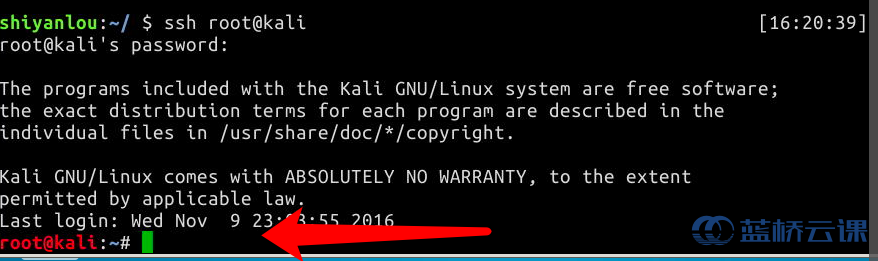 shiyanlou:~/ $ ssh root@kali [16:20:39]
root@kali's password:
The programs included with the Kali GNU/Linux system are free software;
the exact distribution terms for each program are described in the
individual files in /usr/share/doc/*/copyright.
Kali GNU/Linux comes with ABSOLUTELY NO WARRANTY, to the extent
permitted by applicable law.
Last login: Wed Nov  9 23:03:55 2016
root@kali:~#
蓝桥云课